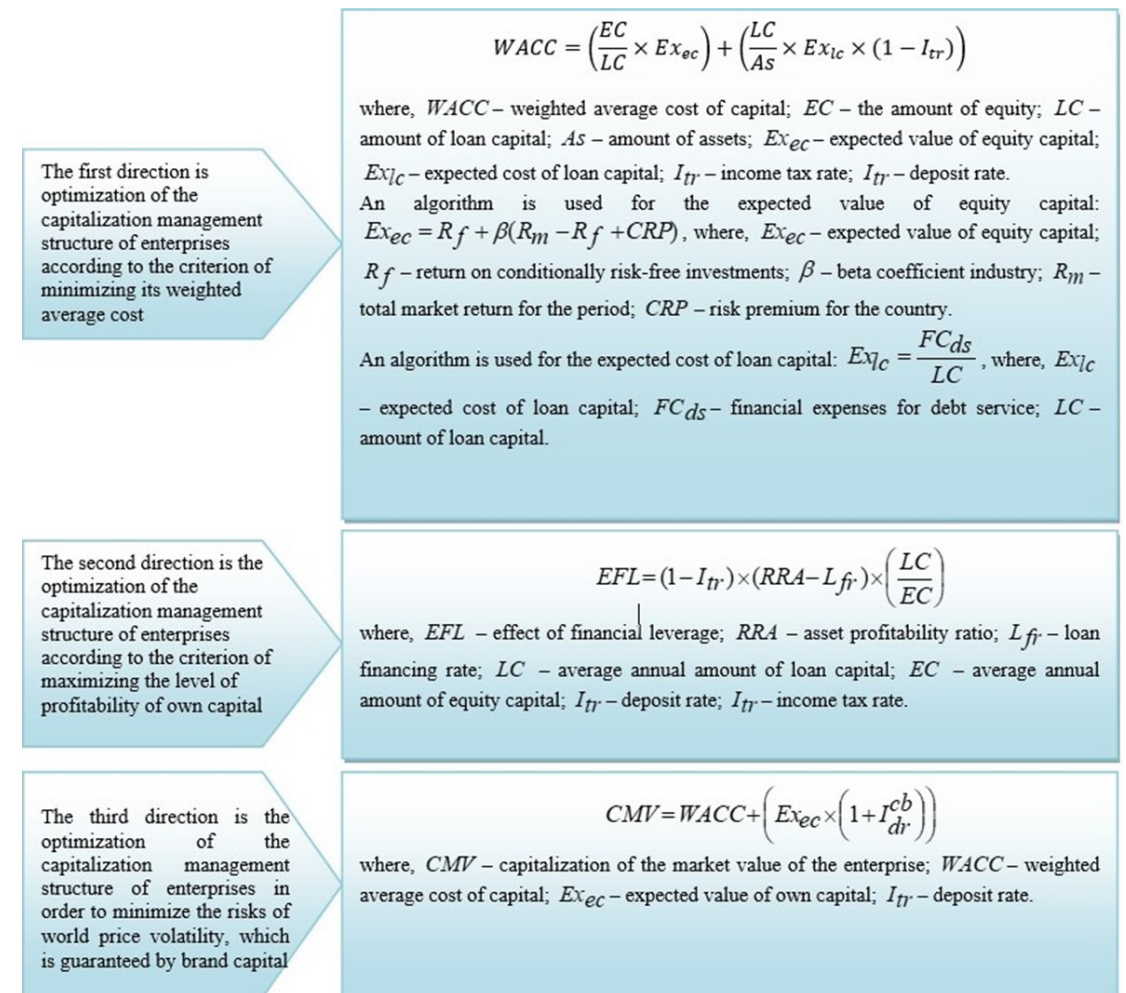 The first direction is
optimization of the
capitalization management
structure of enterprises
according to the criterion of
minimizing its weighted
average cost
WACC = (EC/LC × Ex_ec) + (LC/As × Ex_lc × (1 − I_tr))
where, WACC – weighted average cost of capital; EC – the amount of equity; LC –
amount of loan capital; As – amount of assets; Ex_ec – expected value of equity capital;
Ex_lc – expected cost of loan capital; I_tr – income tax rate; I_tr – deposit rate.
An algorithm is used for the expected value of equity capital:
Ex_ec = R_f + β(R_m − R_f + CRP), where, Ex_ec – expected value of equity capital;
R_f – return on conditionally risk-free investments; β – beta coefficient industry; R_m –
total market return for the period; CRP – risk premium for the country.
An algorithm is used for the expected cost of loan capital: Ex_lc = FC_ds/LC, where, Ex_lc
– expected cost of loan capital; FC_ds – financial expenses for debt service; LC –
amount of loan capital.
The second direction is the
optimization of the
capitalization management
structure of enterprises
according to the criterion of
maximizing the level of
profitability of own capital
EFL=(1−I_tr)×(RRA−L_fr)×(LC/EC)
where, EFL – effect of financial leverage; RRA – asset profitability ratio; L_fr – loan
financing rate; LC – average annual amount of loan capital; EC – average annual
amount of equity capital; I_tr – deposit rate; I_tr – income tax rate.
The third direction is the
optimization of the
capitalization management
structure of enterprises in
order to minimize the risks of
world price volatility, which
is guaranteed by brand capital
CMV=WACC+(Ex_ec×(1+I_dr^cb))
where, CMV – capitalization of the market value of the enterprise; WACC – weighted
average cost of capital; Ex_ec – expected value of own capital; I_tr – deposit rate.